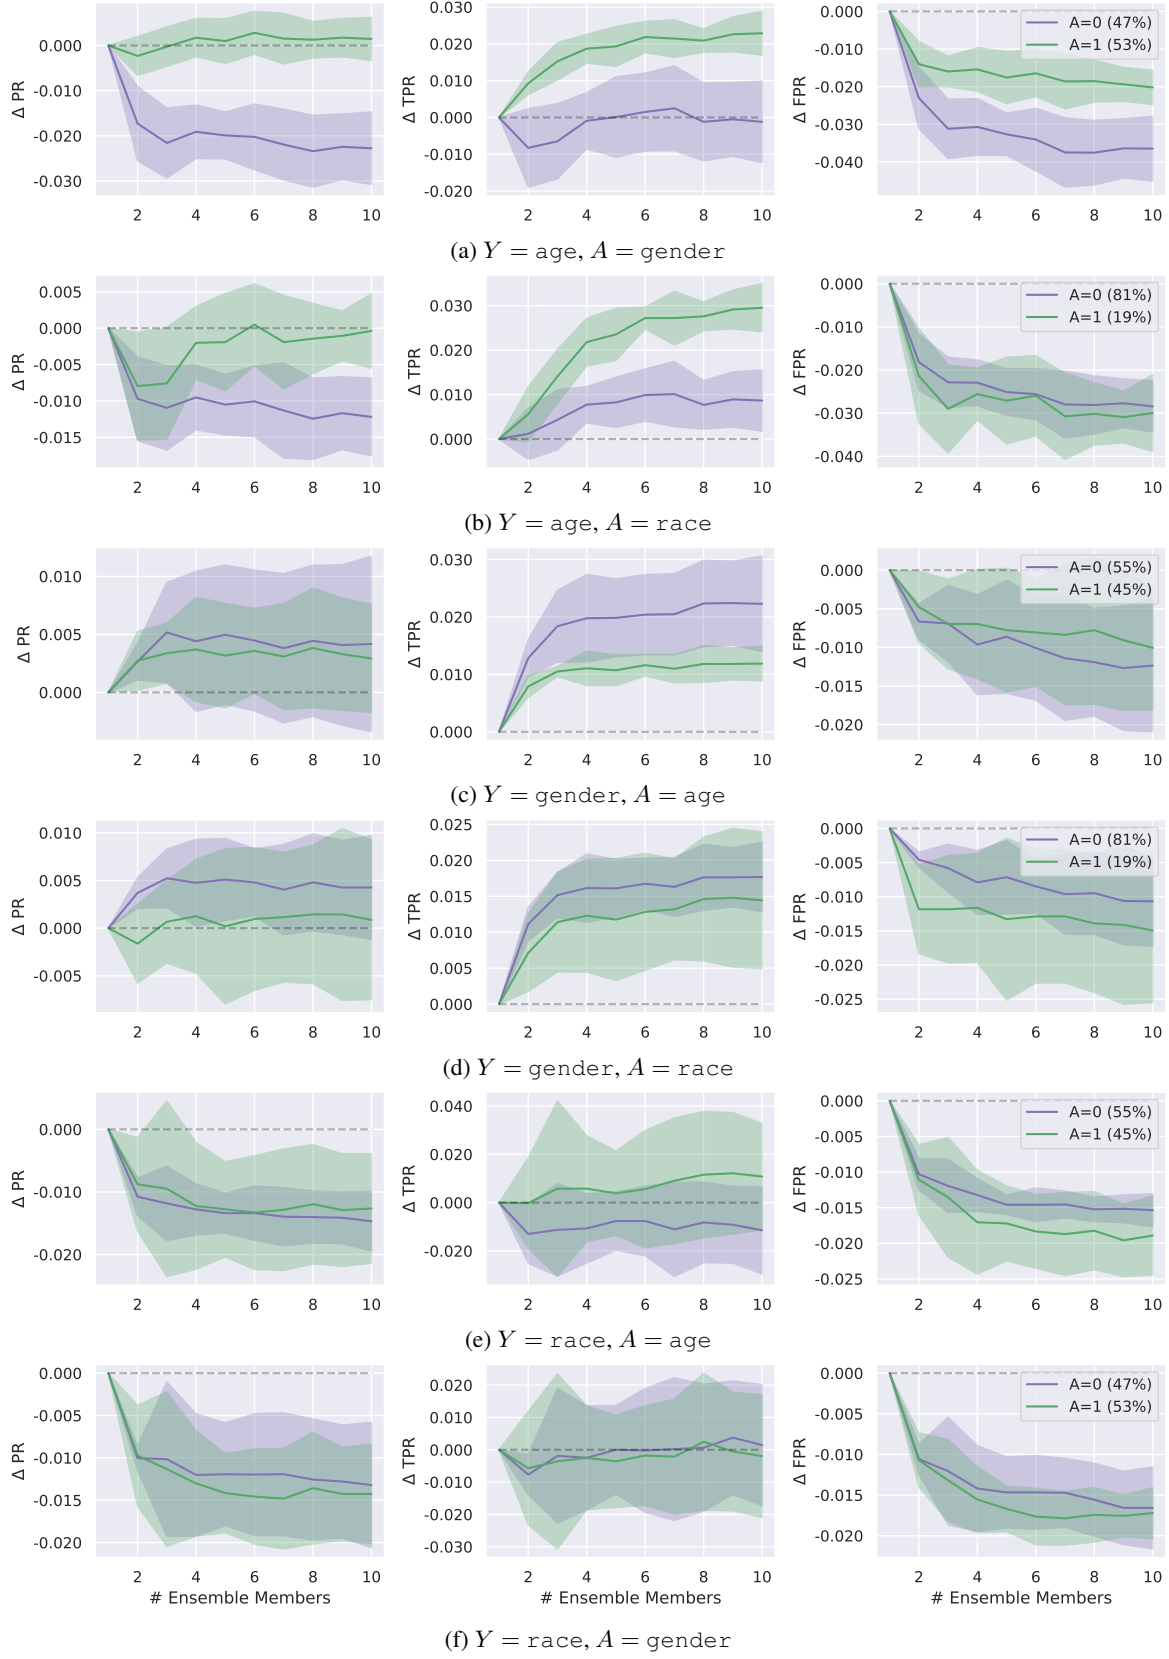 0.000
-0.010
-0.020
-0.030
Δ PR
2 4 6 8 10
0.030
0.020
0.010
0.000
-0.010
-0.020
Δ TPR
2 4 6 8 10
0.000
-0.010
-0.020
-0.030
-0.040
Δ FPR
A=0 (47%)
A=1 (53%)
2 4 6 8 10
(a) Y = age, A = gender
0.005
0.000
-0.005
-0.010
-0.015
Δ PR
2 4 6 8 10
0.030
0.020
0.010
0.000
Δ TPR
2 4 6 8 10
0.000
-0.010
-0.020
-0.030
-0.040
Δ FPR
A=0 (81%)
A=1 (19%)
2 4 6 8 10
(b) Y = age, A = race
0.010
0.005
0.000
Δ PR
2 4 6 8 10
0.030
0.020
0.010
0.000
Δ TPR
2 4 6 8 10
0.000
-0.005
-0.010
-0.015
-0.020
Δ FPR
A=0 (55%)
A=1 (45%)
2 4 6 8 10
(c) Y = gender, A = age
0.010
0.005
0.000
-0.005
Δ PR
2 4 6 8 10
0.025
0.020
0.015
0.010
0.005
0.000
Δ TPR
2 4 6 8 10
0.000
-0.005
-0.010
-0.015
-0.020
-0.025
Δ FPR
A=0 (81%)
A=1 (19%)
2 4 6 8 10
(d) Y = gender, A = race
0.000
-0.010
-0.020
Δ PR
2 4 6 8 10
0.040
0.020
0.000
-0.020
Δ TPR
2 4 6 8 10
0.000
-0.005
-0.010
-0.015
-0.020
-0.025
Δ FPR
A=0 (55%)
A=1 (45%)
2 4 6 8 10
(e) Y = race, A = age
0.000
-0.005
-0.010
-0.015
-0.020
Δ PR
2 4 6 8 10
# Ensemble Members
0.020
0.010
0.000
-0.010
-0.020
-0.030
Δ TPR
2 4 6 8 10
# Ensemble Members
0.000
-0.005
-0.010
-0.015
-0.020
Δ FPR
A=0 (47%)
A=1 (53%)
2 4 6 8 10
# Ensemble Members
(f) Y = race, A = gender